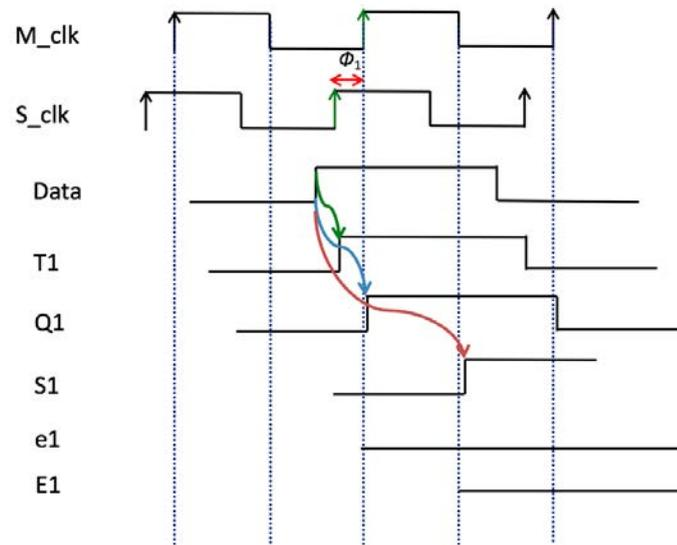 M_clk
Φ1
S_clk
Data
T1
Q1
S1
e1
E1